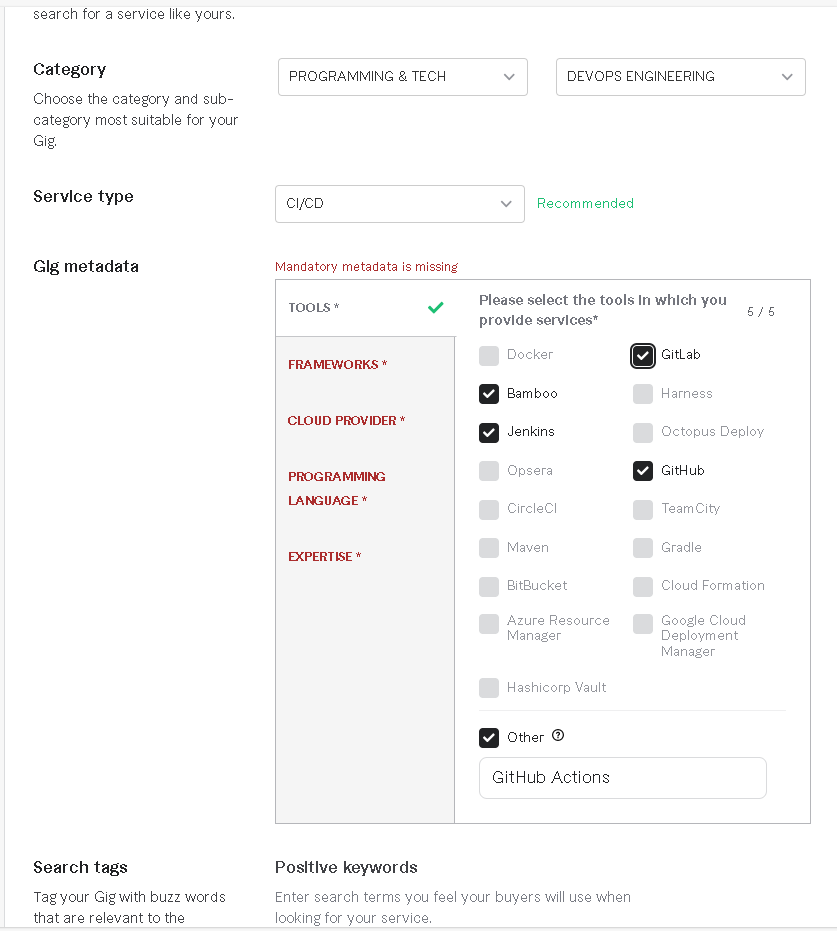 search for a service like yours.
Category
PROGRAMMING & TECH
DEVOPS ENGINEERING
Choose the category and sub-
category most suitable for your
Gig.
Service type
CI/CD
Recommended
Gig metadata
Mandatory metadata is missing
TOOLS *
FRAMEWORKS *
CLOUD PROVIDER *
PROGRAMMING
LANGUAGE *
EXPERTISE *
Please select the tools in which you
provide services*
5 / 5
Docker
GitLab
Bamboo
Harness
Jenkins
Octopus Deploy
Opsera
GitHub
CircleCI
TeamCity
Maven
Gradle
BitBucket
Cloud Formation
Azure Resource
Manager
Google Cloud
Deployment
Manager
Hashicorp Vault
Other
GitHub Actions
Search tags
Tag your Gig with buzz words
that are relevant to the
Positive keywords
Enter search terms you feel your buyers will use when
looking for your service.